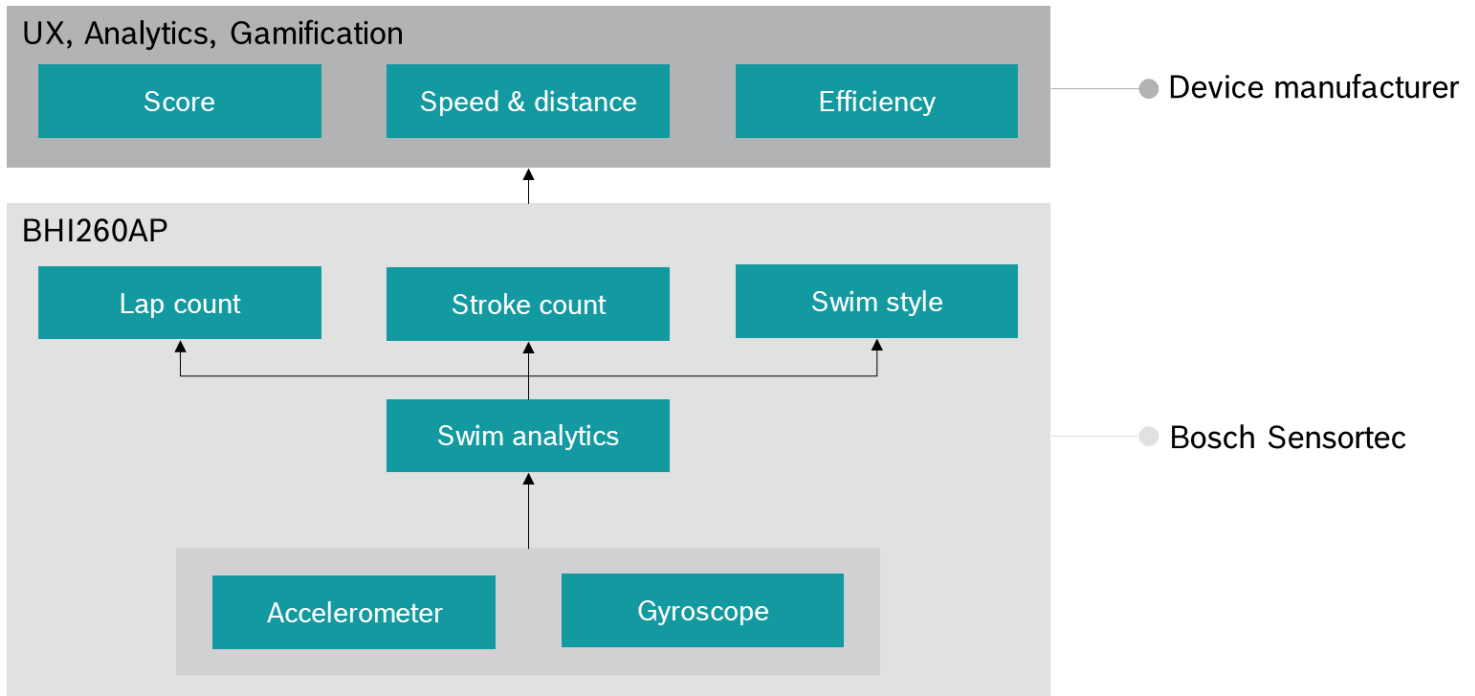 UX, Analytics, Gamification
Score
Speed & distance
Efficiency
Device manufacturer
BHI260AP
Lap count
Stroke count
Swim style
Swim analytics
Bosch Sensortec
Accelerometer
Gyroscope